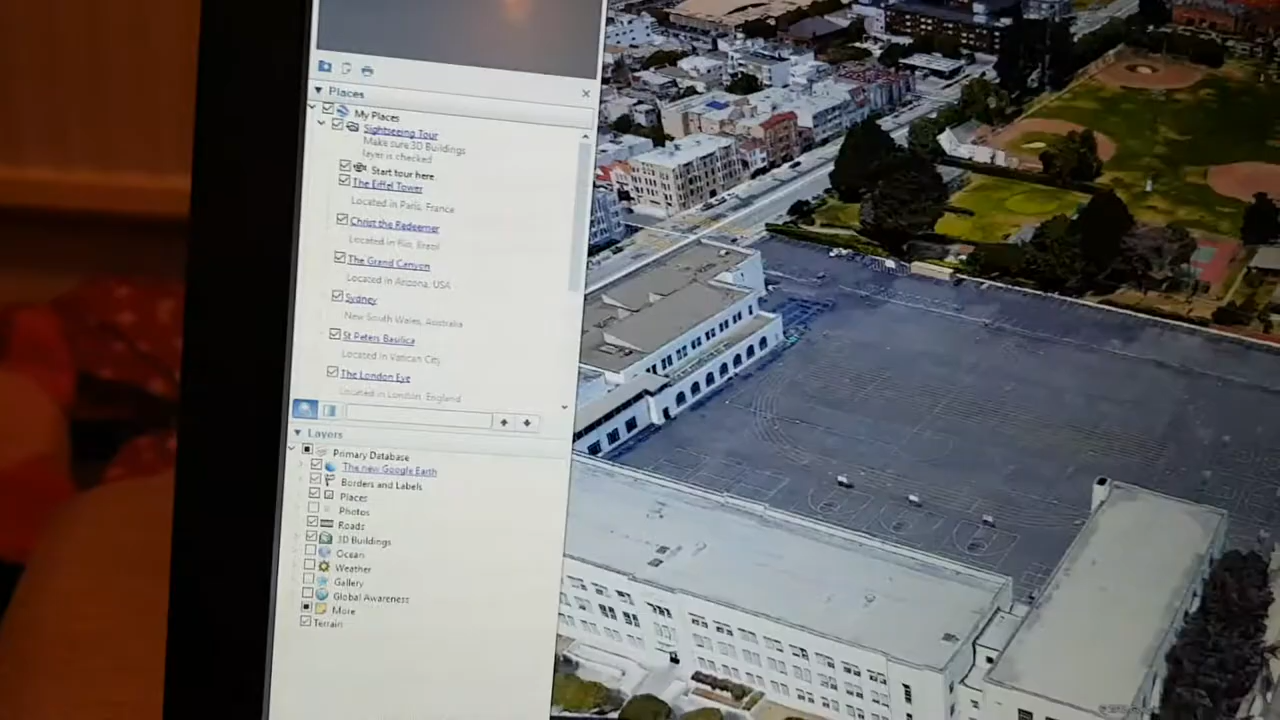 Places
My Places
Sightseeing Tour
Make sure 3D Buildings
layer is checked
Start tour here
The Eiffel Tower
Located in Paris, France
Christ the Redeemer
Located in Rio, Brazil
The Grand Canyon
Located in Arizona, USA
Sydney
New South Wales, Australia
St Peters Basilica
Located in Vatican City
The London Eye
Located in London, England
Layers
Primary Database
The new Google Earth
Borders and Labels
Places
Photos
Roads
3D Buildings
Ocean
Weather
Gallery
Global Awareness
More
Terrain